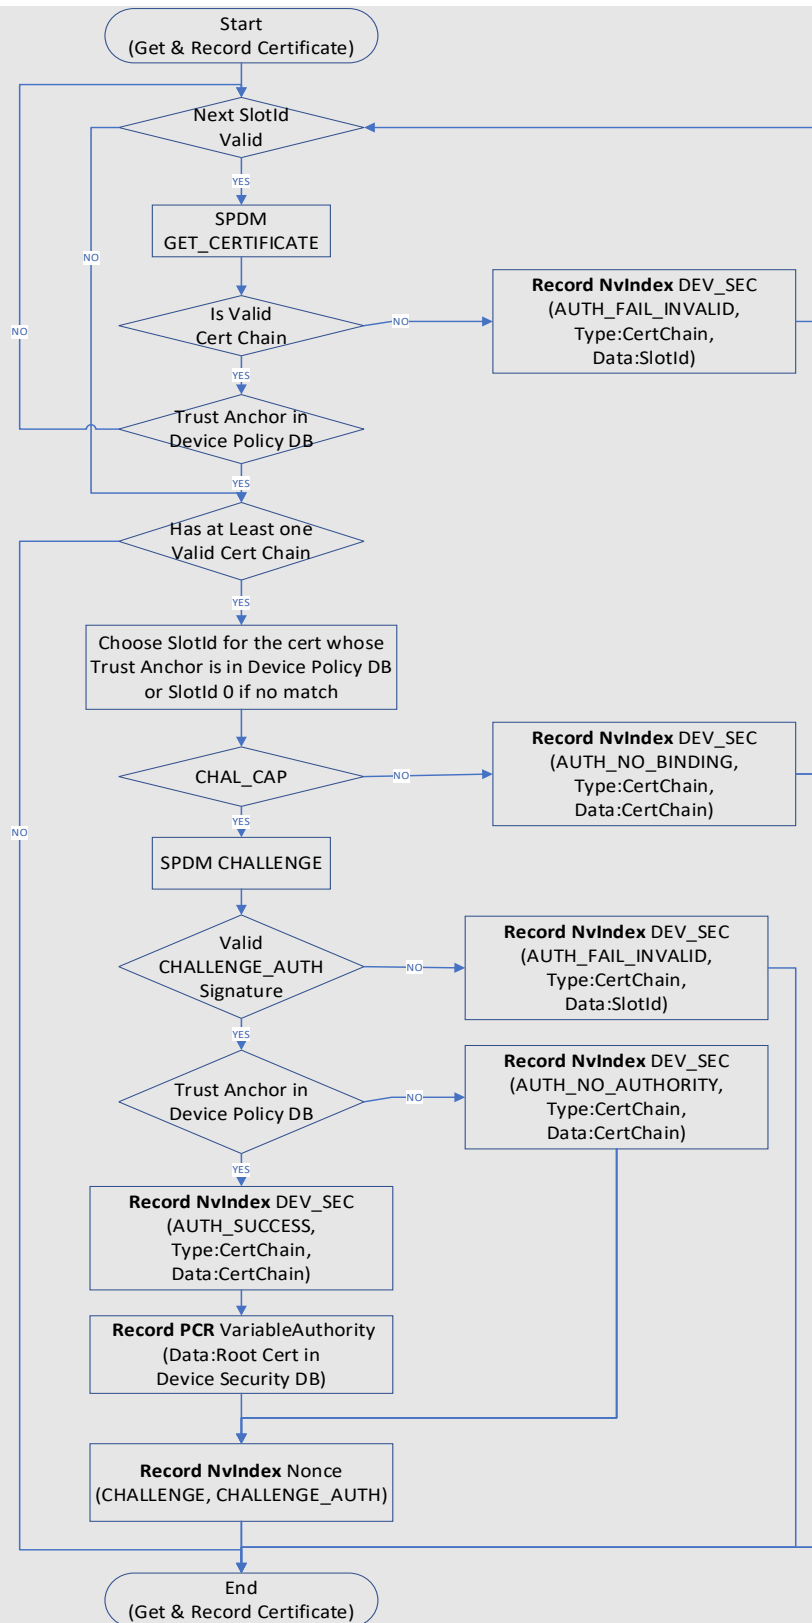 Start
(Get & Record Certificate)
Next SlotId
Valid
YES
SPDM
GET_CERTIFICATE
NO
Is Valid
Cert Chain
NO
Record NvIndex DEV_SEC
(AUTH_FAIL_INVALID,
Type:CertChain,
Data:SlotId)
NO
YES
Trust Anchor in
Device Policy DB
YES
Has at Least one
Valid Cert Chain
YES
Choose SlotId for the cert whose
Trust Anchor is in Device Policy DB
or SlotId 0 if no match
CHAL_CAP
NO
Record NvIndex DEV_SEC
(AUTH_NO_BINDING,
Type:CertChain,
Data:CertChain)
YES
NO
SPDM CHALLENGE
Valid
CHALLENGE_AUTH
Signature
NO
Record NvIndex DEV_SEC
(AUTH_FAIL_INVALID,
Type:CertChain,
Data:SlotId)
YES
Trust Anchor in
Device Policy DB
NO
Record NvIndex DEV_SEC
(AUTH_NO_AUTHORITY,
Type:CertChain,
Data:CertChain)
YES
Record NvIndex DEV_SEC
(AUTH_SUCCESS,
Type:CertChain,
Data:CertChain)
Record PCR VariableAuthority
(Data:Root Cert in
Device Security DB)
Record NvIndex Nonce
(CHALLENGE, CHALLENGE_AUTH)
End
(Get & Record Certificate)